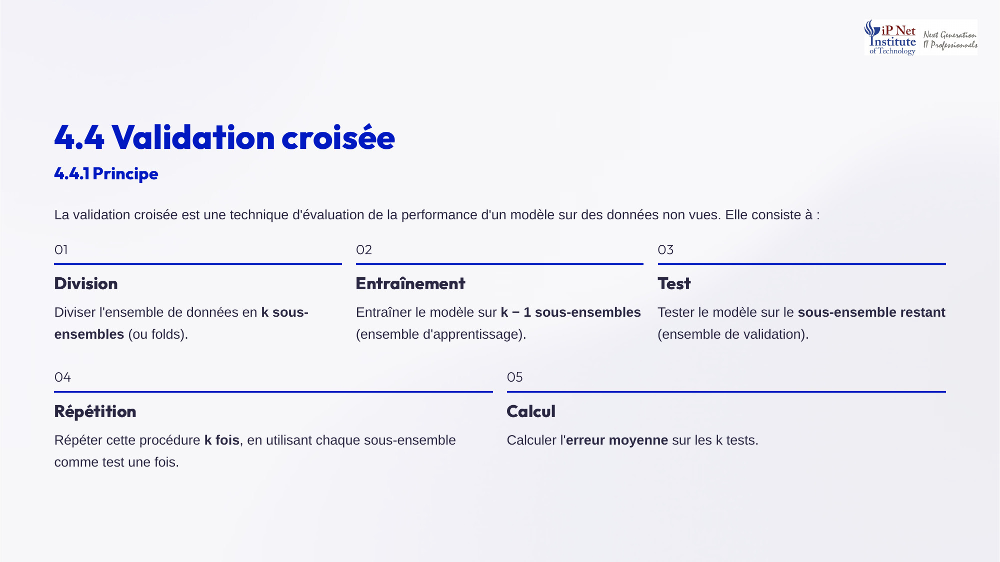 iP Net
Institute
of Technology
Next Generation
IT Professionnels
4.4 Validation croisée
4.4.1 Principe
La validation croisée est une technique d'évaluation de la performance d'un modèle sur des données non vues. Elle consiste à :
01
Division
Diviser l'ensemble de données en k sous-
ensembles (ou folds).
02
Entraînement
Entraîner le modèle sur k − 1 sous-ensembles
(ensemble d'apprentissage).
03
Test
Tester le modèle sur le sous-ensemble restant
(ensemble de validation).
04
Répétition
Répéter cette procédure k fois, en utilisant chaque sous-ensemble
comme test une fois.
05
Calcul
Calculer l'erreur moyenne sur les k tests.